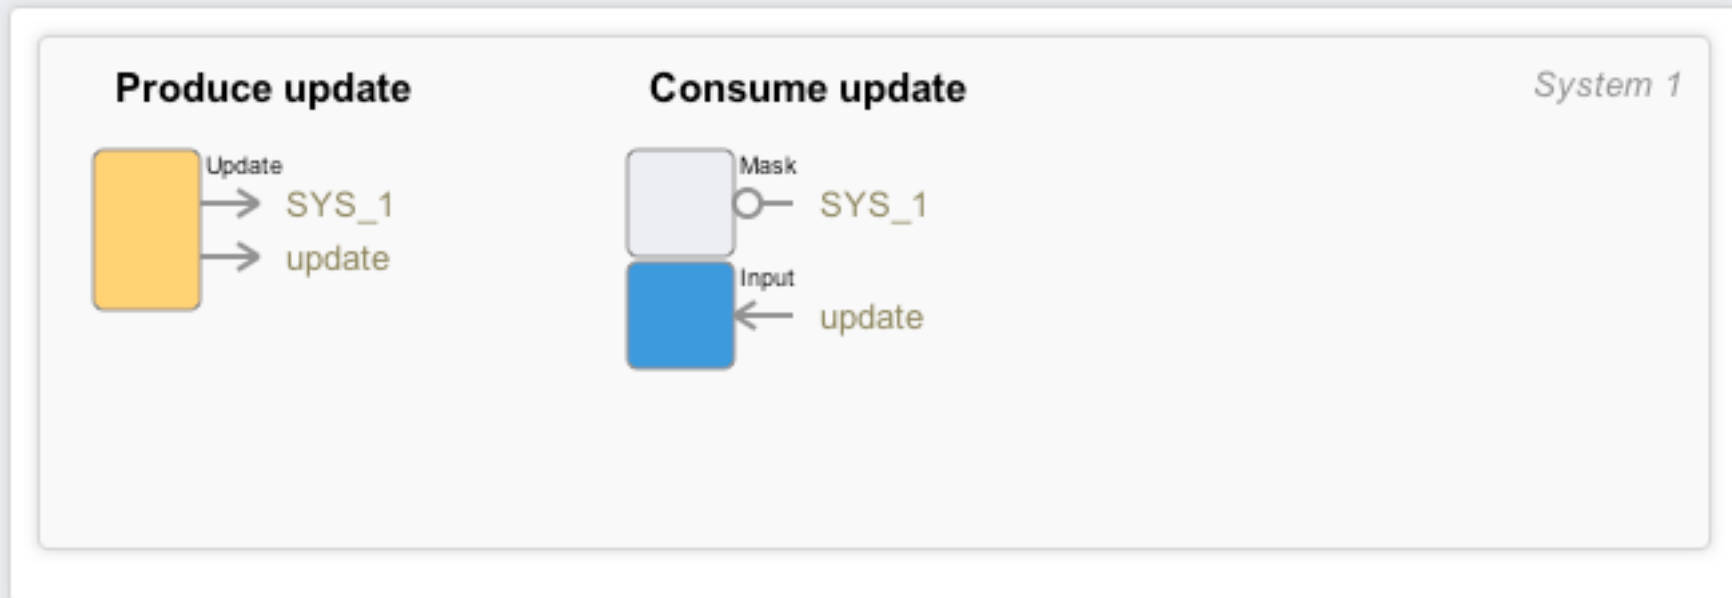 Produce update
Consume update
System 1
Update
SYS_1
update
Mask
SYS_1
Input
update